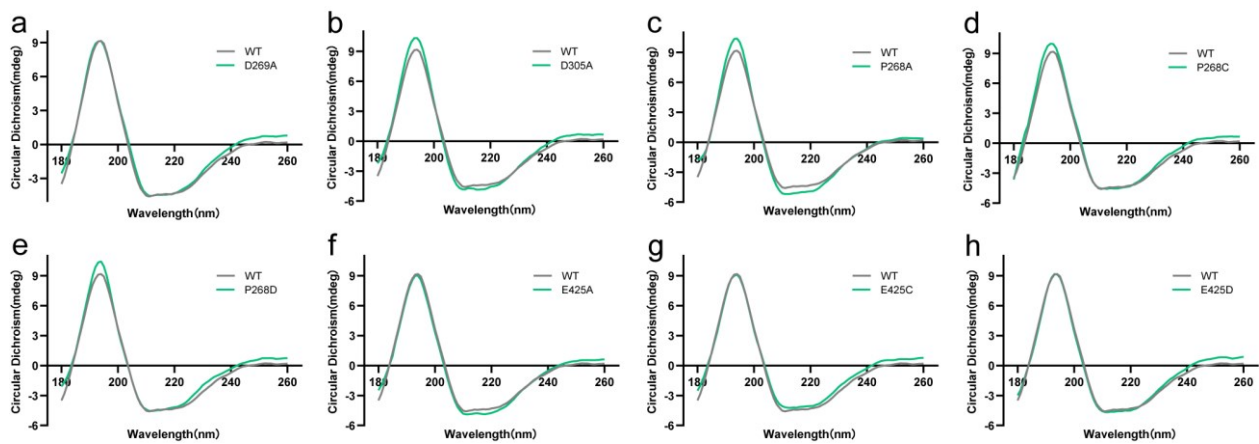 a
Circular Dichroism(mdeg)
9
6
3
0
-3
180
200
220
240
260
Wavelength(nm)
WT
D269A
b
Circular Dichroism(mdeg)
9
6
3
0
-3
-6
180
200
220
240
260
Wavelength(nm)
WT
D305A
c
Circular Dichroism(mdeg)
9
6
3
0
-3
-6
180
200
220
240
260
Wavelength(nm)
WT
P268A
d
Circular Dichroism(mdeg)
9
6
3
0
-3
-6
180
200
220
240
260
Wavelength(nm)
WT
P268C
e
Circular Dichroism(mdeg)
9
6
3
0
-3
-6
180
200
220
240
260
Wavelength(nm)
WT
P268D
f
Circular Dichroism(mdeg)
9
6
3
0
-3
-6
180
200
220
240
260
Wavelength(nm)
WT
E425A
g
Circular Dichroism(mdeg)
9
6
3
0
-3
-6
180
200
220
240
260
Wavelength(nm)
WT
E425C
h
Circular Dichroism(mdeg)
9
6
3
0
-3
-6
180
200
220
240
260
Wavelength(nm)
WT
E425D